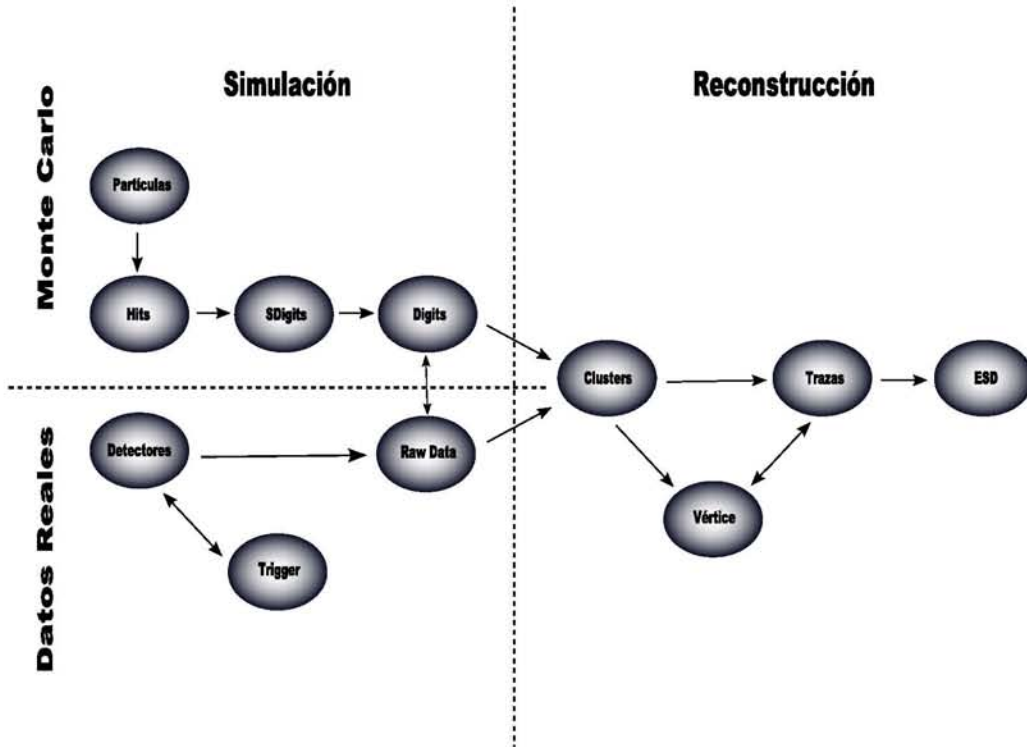 Simulación
Reconstrucción
Monte Carlo
Partículas
Hits
SDigits
Digits
Clusters
Trazas
ESD
Datos Reales
Detectores
Raw Data
Vértice
Trigger